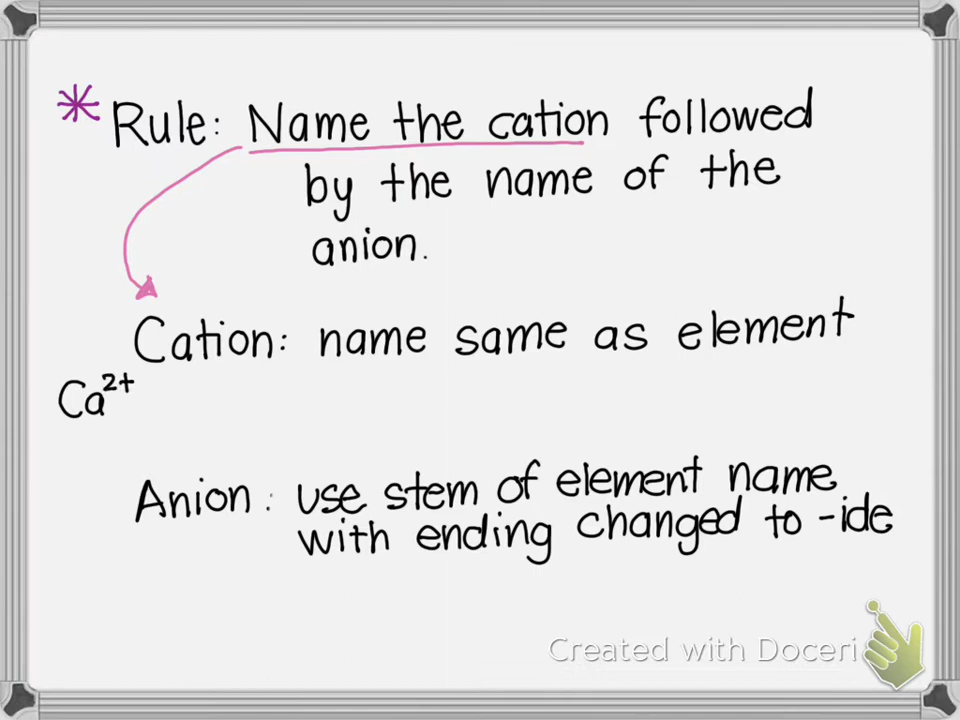 * Rule: Name the cation followed
by the name of the
anion.
Cation: name same as element
Ca²⁺
Anion: use stem of element name
with ending changed to -ide
Created with Doceri